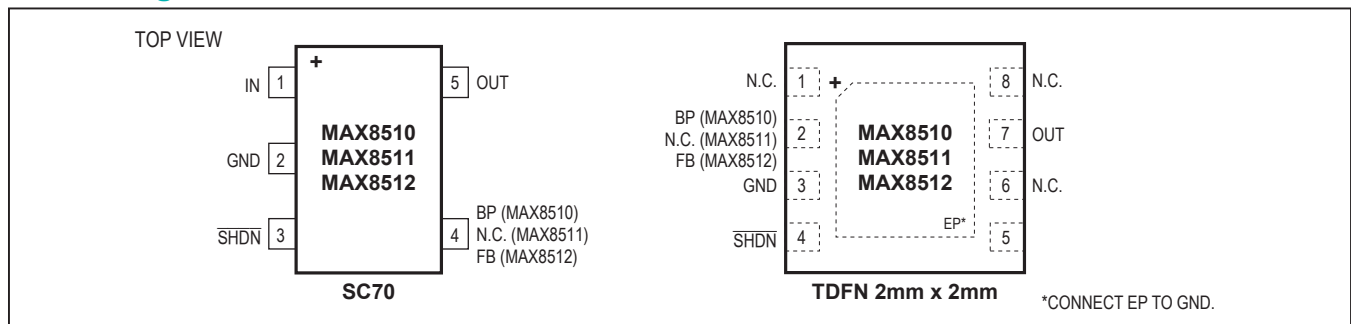 TOP VIEW
+
IN 1
5 OUT
GND 2
MAX8510
MAX8511
MAX8512
SHDN 3
4
BP (MAX8510)
N.C. (MAX8511)
FB (MAX8512)
SC70
N.C. 1
+
8 N.C.
BP (MAX8510)
N.C. (MAX8511)
FB (MAX8512)
2
MAX8510
MAX8511
MAX8512
7 OUT
GND 3
6 N.C.
EP*
SHDN 4
5
TDFN 2mm x 2mm
*CONNECT EP TO GND.